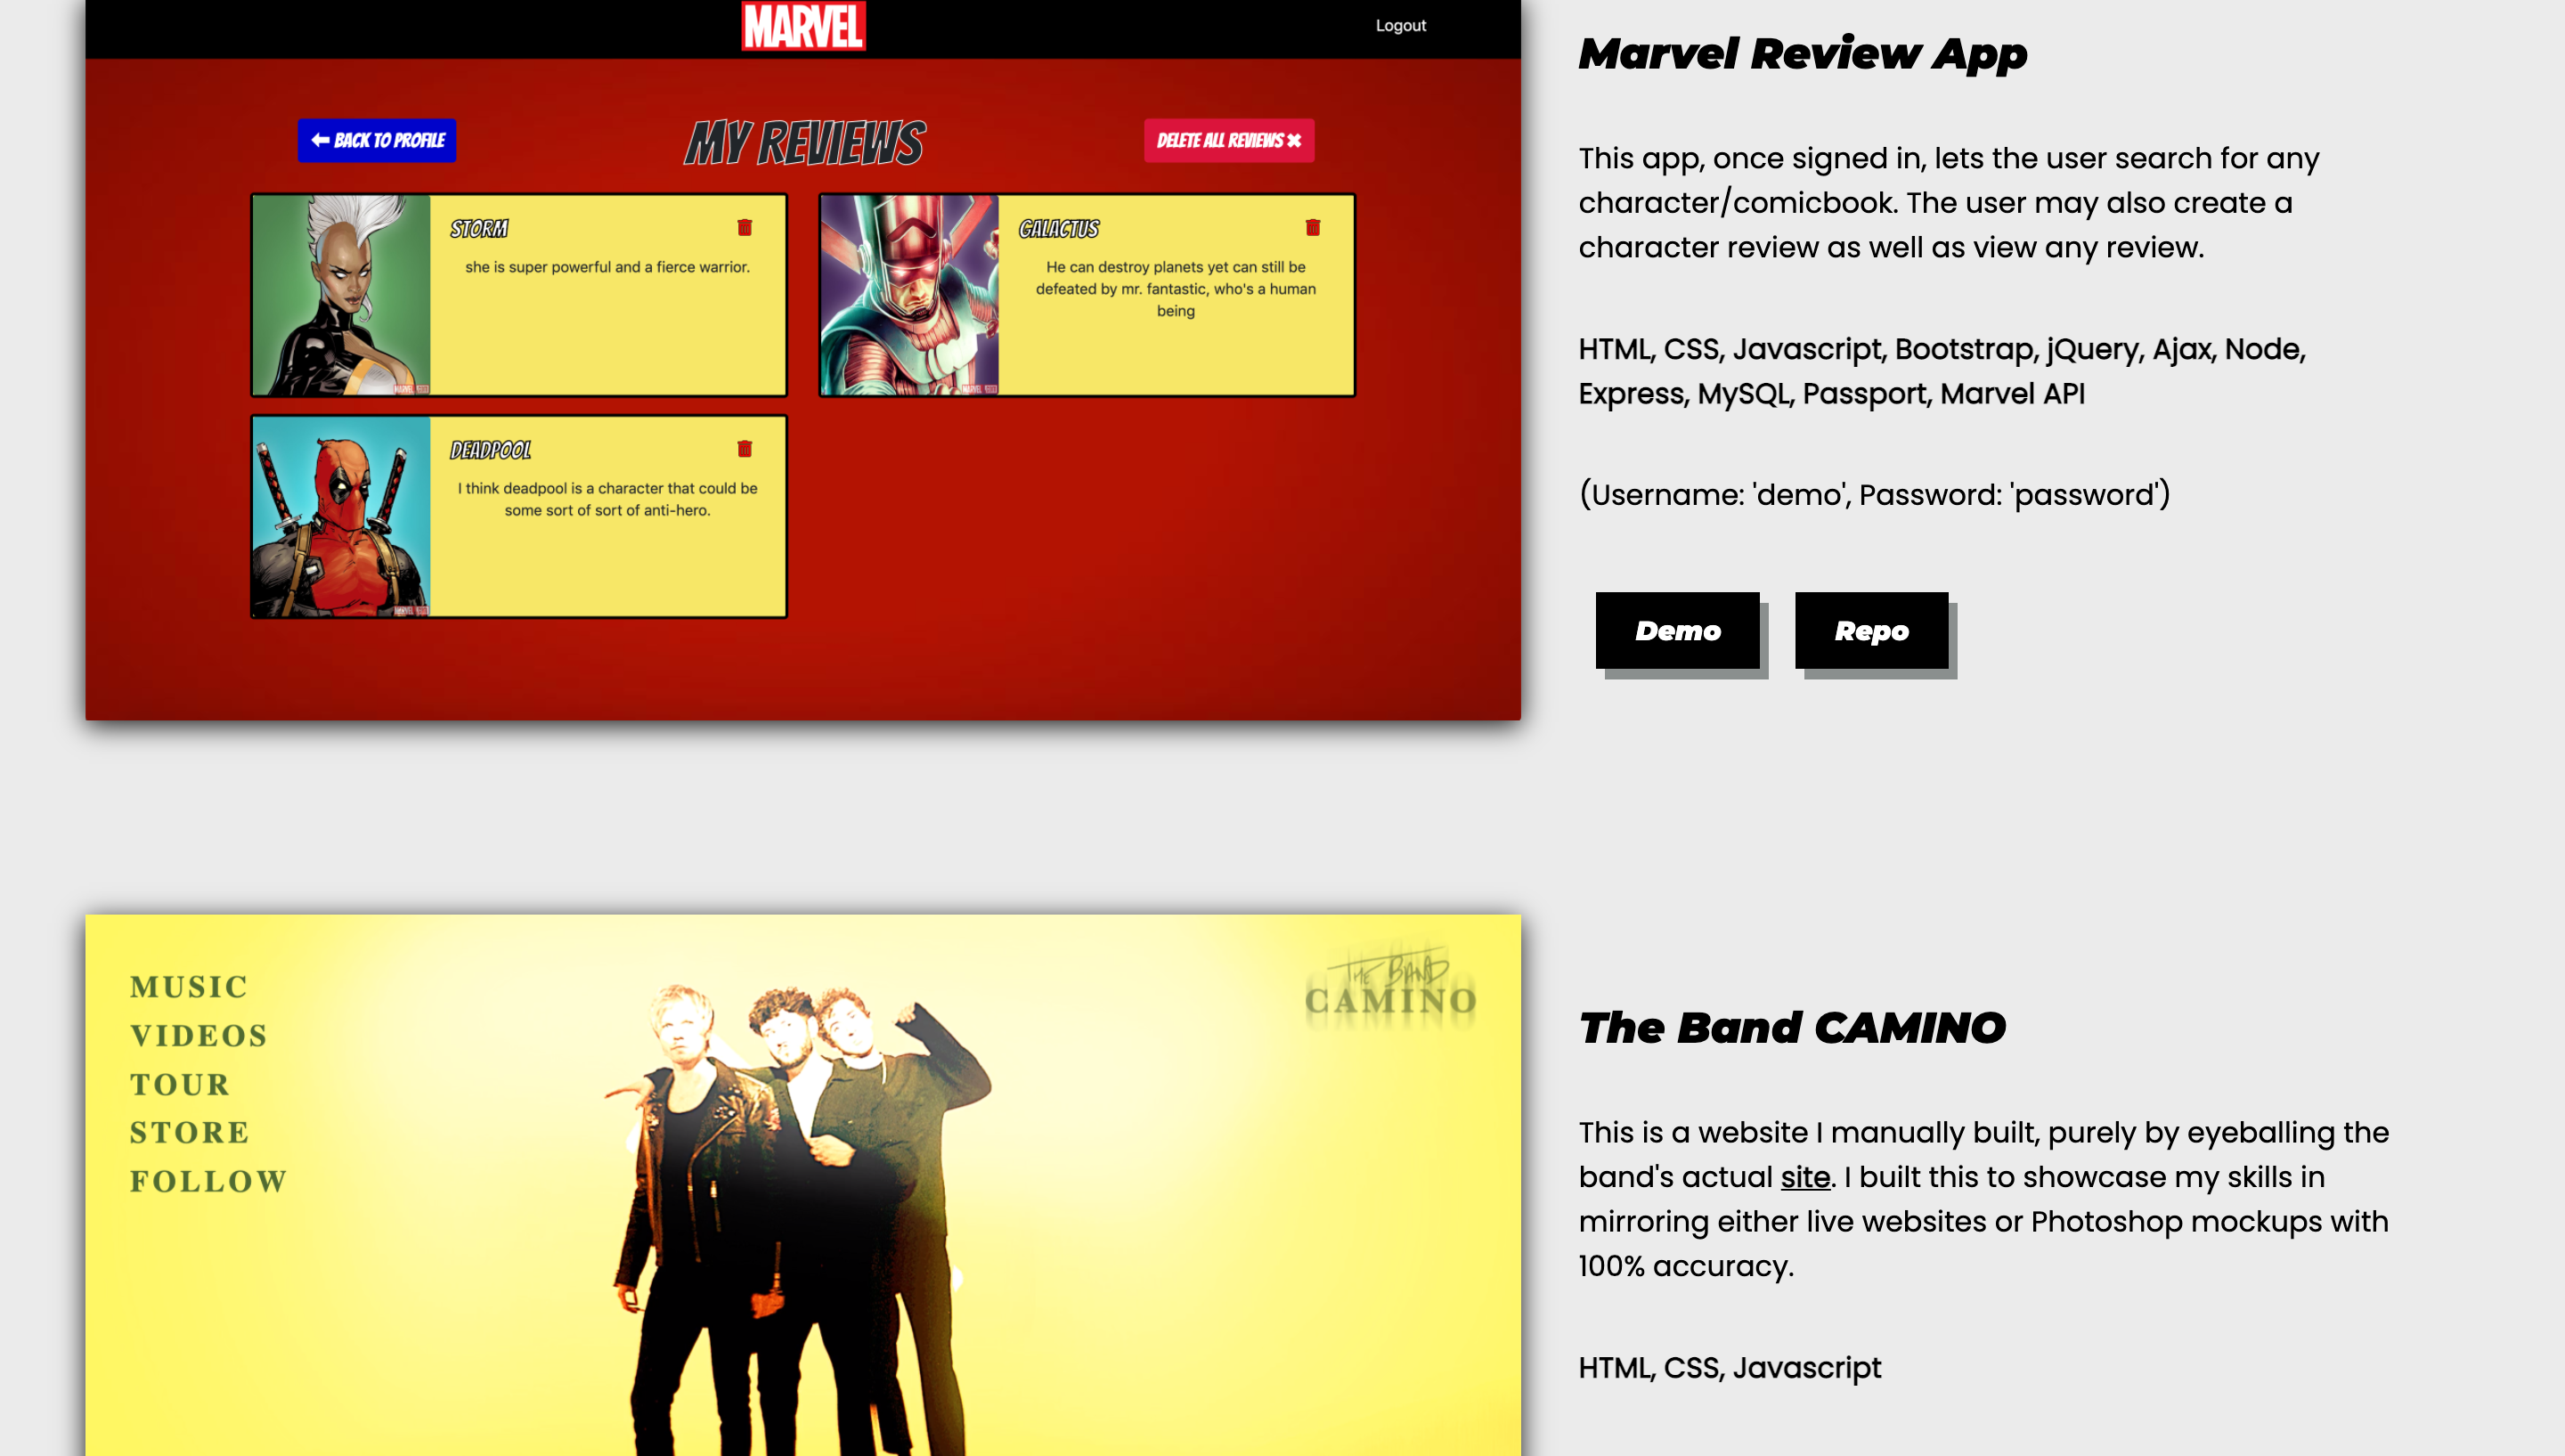 MARVEL
Logout
BACK TO PROFILE
MY REVIEWS
DELETE ALL REVIEWS
STORM
she is super powerful and a fierce warrior.
GALACTUS
He can destroy planets yet can still be
defeated by mr. fantastic, who's a human
being
DEADPOOL
I think deadpool is a character that could be
some sort of sort of anti-hero.
Marvel Review App
This app, once signed in, lets the user search for any
character/comicbook. The user may also create a
character review as well as view any review.
HTML, CSS, Javascript, Bootstrap, jQuery, Ajax, Node,
Express, MySQL, Passport, Marvel API
(Username: 'demo', Password: 'password')
Demo
Repo
MUSIC
VIDEOS
TOUR
STORE
FOLLOW
THE BAND
CAMINO
The Band CAMINO
This is a website I manually built, purely by eyeballing the
band's actual site. I built this to showcase my skills in
mirroring either live websites or Photoshop mockups with
100% accuracy.
HTML, CSS, Javascript